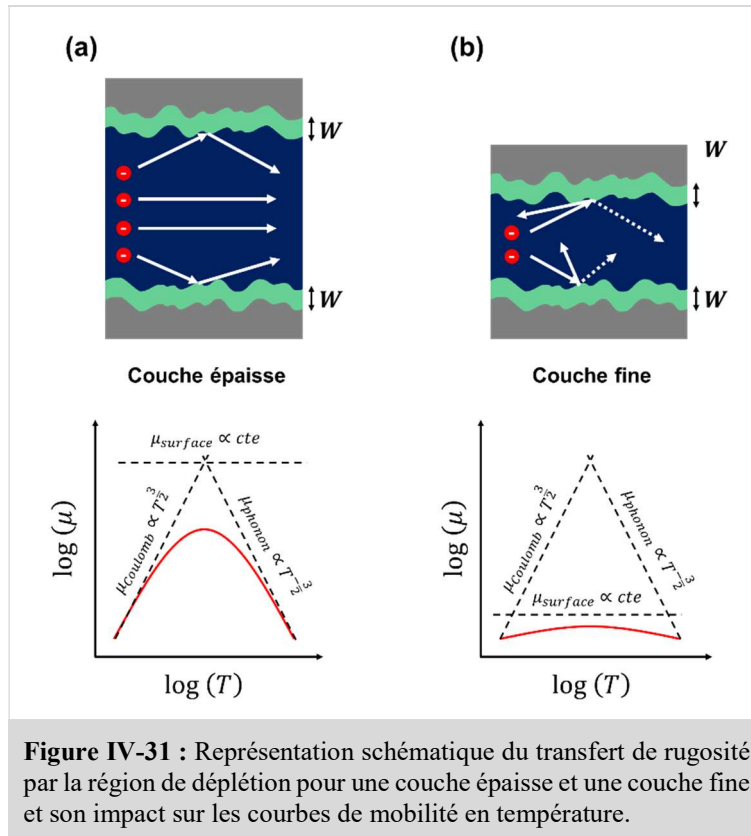 (a)
(b)
W
W
W
W
-
-
-
-
-
-
Couche épaisse
Couche fine
μsurface ∝ cte
μCoulomb ∝ T^3/2
μphonon ∝ T^-3/2
log (μ)
log (T)
μCoulomb ∝ T^3/2
μphonon ∝ T^-3/2
μsurface ∝ cte
log (μ)
log (T)
Figure IV-31 : Représentation schématique du transfert de rugosité
par la région de déplétion pour une couche épaisse et une couche fine
et son impact sur les courbes de mobilité en température.